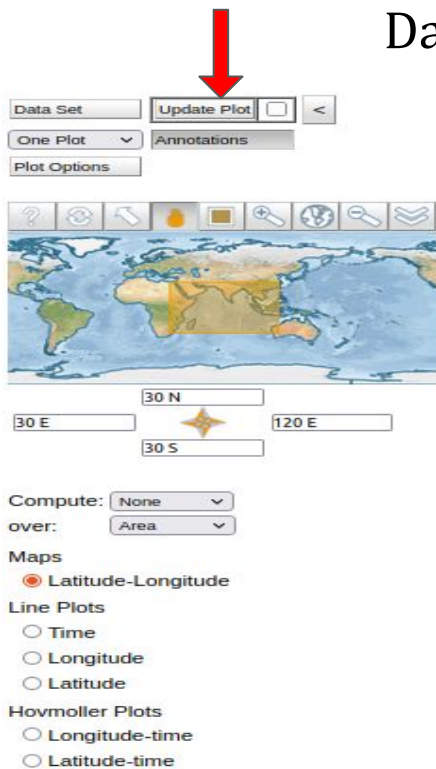 Da
Data Set Update Plot <
One Plot Annotations
Plot Options
?
30 N
30 E 120 E
30 S
Compute: None
over: Area
Maps
Latitude-Longitude
Line Plots
Time
Longitude
Latitude
Hovmoller Plots
Longitude-time
Latitude-time